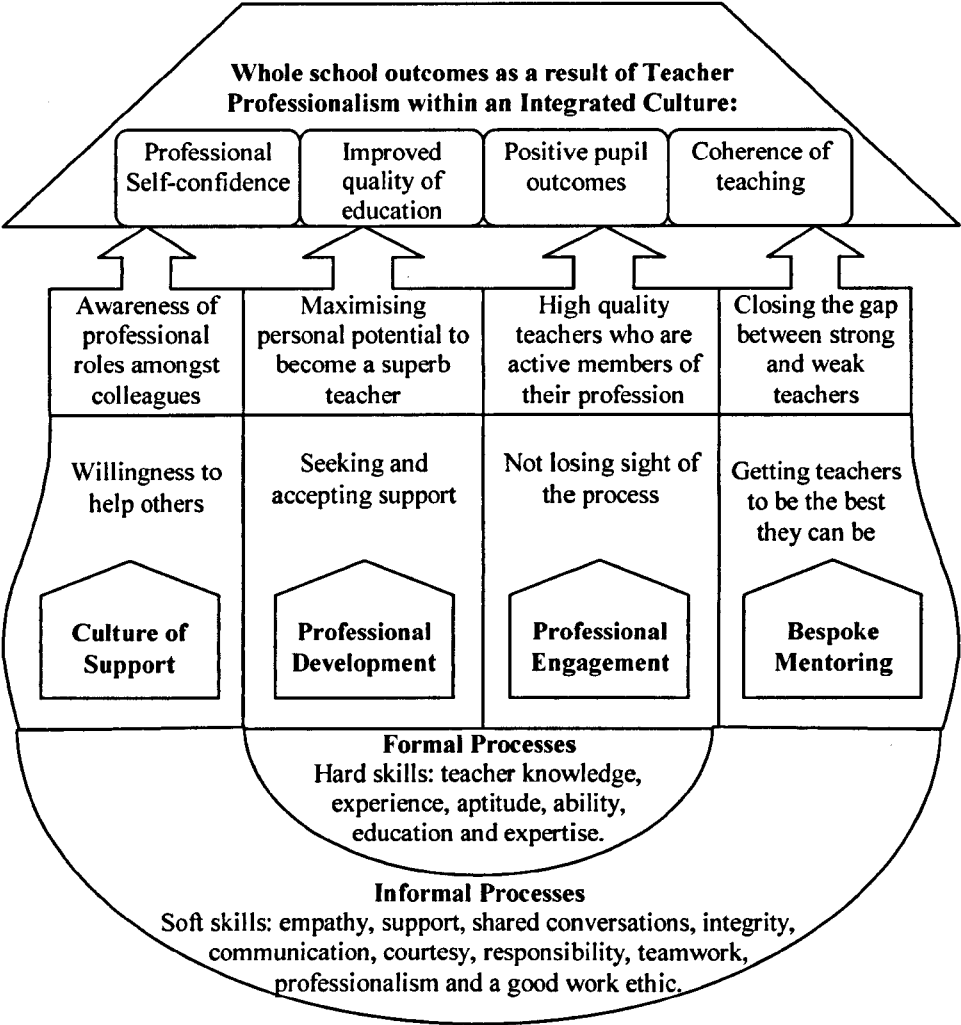 Whole school outcomes as a result of Teacher
Professionalism within an Integrated Culture:
Professional
Self-confidence
Improved
quality of
education
Positive pupil
outcomes
Coherence of
teaching
Awareness of
professional
roles amongst
colleagues
Maximising
personal potential to
become a superb
teacher
High quality
teachers who are
active members of
their profession
Closing the gap
between strong
and weak
teachers
Willingness to
help others
Seeking and
accepting support
Not losing sight of
the process
Getting teachers
to be the best
they can be
Culture of
Support
Professional
Development
Professional
Engagement
Bespoke
Mentoring
Formal Processes
Hard skills: teacher knowledge,
experience, aptitude, ability,
education and expertise.
Informal Processes
Soft skills: empathy, support, shared conversations, integrity,
communication, courtesy, responsibility, teamwork,
professionalism and a good work ethic.